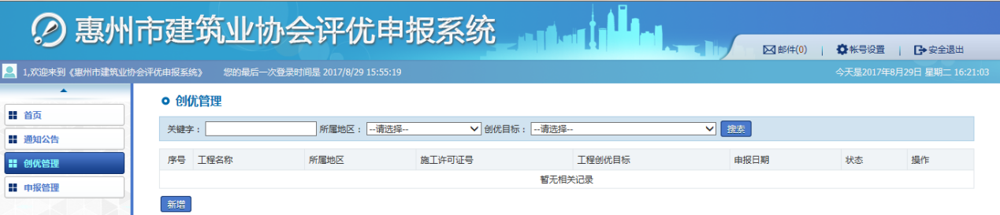 惠州市建筑业协会评优申报系统
邮件(0) | 帐号设置 | 安全退出
1,欢迎来到《惠州市建筑业协会评优申报系统》 您的最后一次登录时间是 2017/8/29 15:55:19 今天是2017年8月29日 星期二 16:21:03
首页
通知公告
创优管理
申报管理
创优管理
关键字： 所属地区： --请选择-- 创优目标： --请选择-- 搜索
序号 工程名称 所属地区 施工许可证号 工程创优目标 申报日期 状态 操作
暂无相关记录
新增